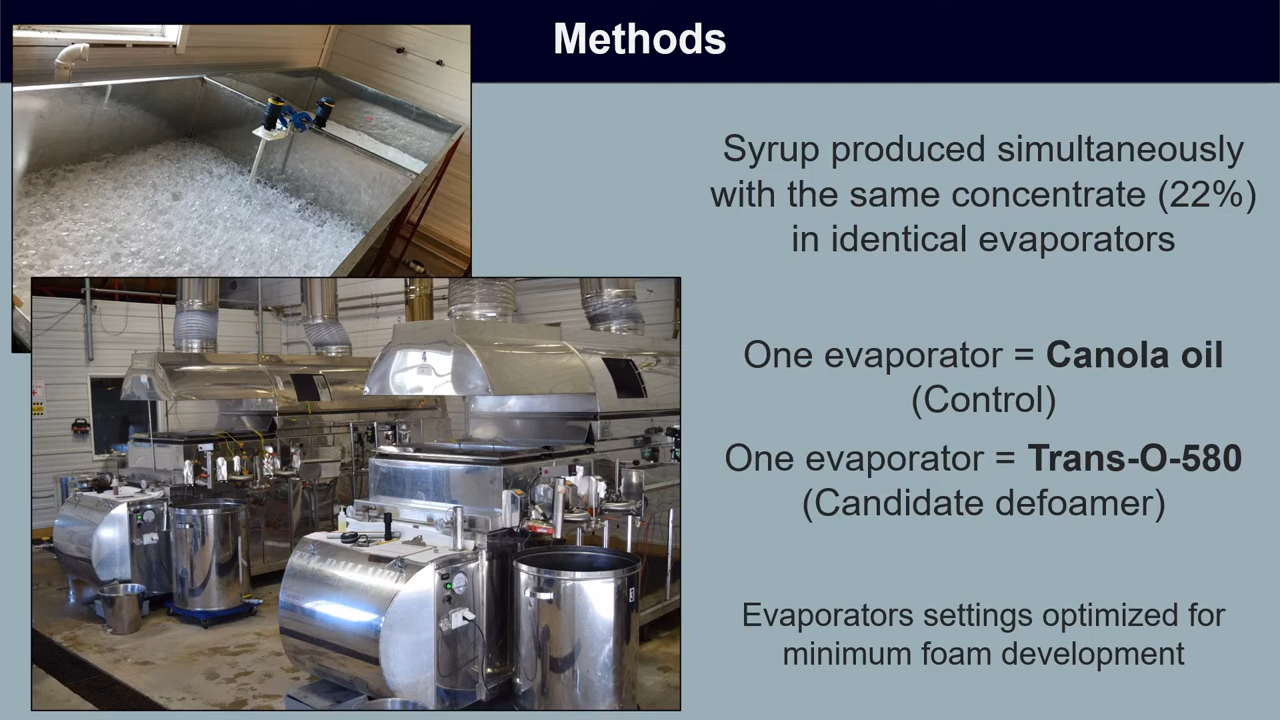 Methods
Syrup produced simultaneously
with the same concentrate (22%)
in identical evaporators
One evaporator = Canola oil
(Control)
One evaporator = Trans-O-580
(Candidate defoamer)
Evaporators settings optimized for
minimum foam development